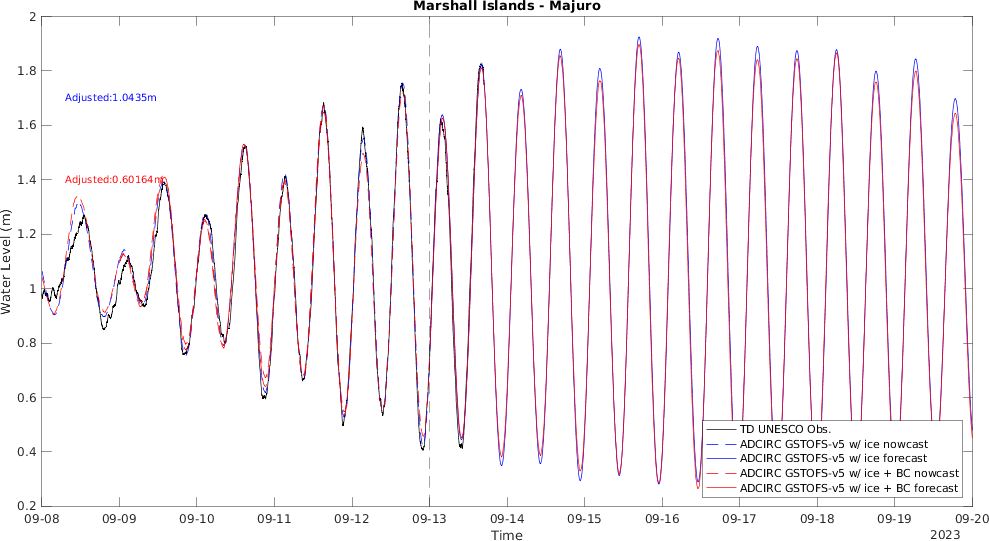 Marshall Islands - Majuro
Water Level (m)
2
1.8
1.6
1.4
1.2
1
0.8
0.6
0.4
0.2
Adjusted:1.0435m
Adjusted:0.60164m
TD UNESCO Obs.
ADCIRC GSTOFS-v5 w/ ice nowcast
ADCIRC GSTOFS-v5 w/ ice forecast
ADCIRC GSTOFS-v5 w/ ice + BC nowcast
ADCIRC GSTOFS-v5 w/ ice + BC forecast
09-08 09-09 09-10 09-11 09-12 09-13 09-14 09-15 09-16 09-17 09-18 09-19 09-20
Time
2023